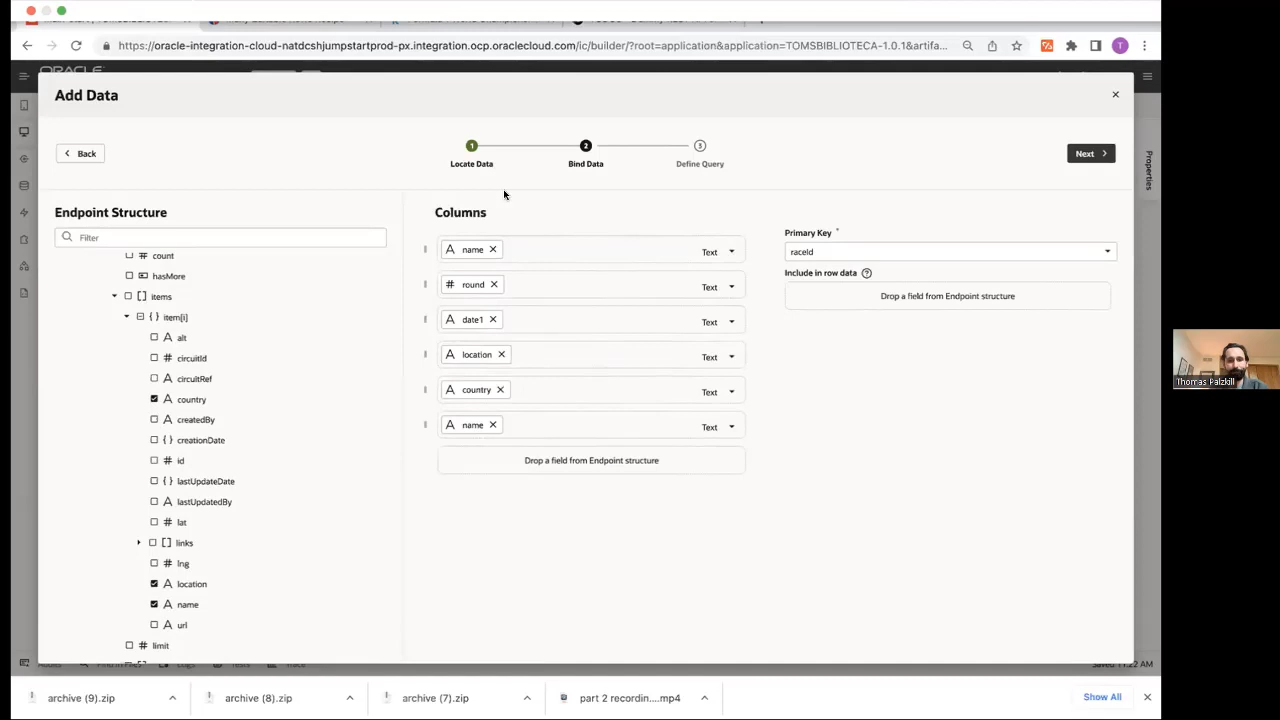 https://oracle-integration-cloud-natdcshjumpstartprod-px.integration.ocp.oraclecloud.com/ic/builder/?root=application&application=TOMSBIBLIOTECA-1.0.1&artifa...
T
ORACLE
Add Data
Back
1
2
3
Locate Data
Bind Data
Define Query
Next
Properties
Endpoint Structure
Filter
count
hasMore
items
item[i]
A alt
# circuitId
A circuitRef
A country
A createdBy
{ } creationDate
# id
{ } lastUpdateDate
A lastUpdatedBy
# lat
[ ] links
# lng
A location
A name
A url
# limit
Columns
A name Text
# round Text
A date1 Text
A location Text
A country Text
A name Text
Drop a field from Endpoint structure
Primary Key *
raceId
Include in row data ?
Drop a field from Endpoint structure
Thomas Palzkill
Saved 11:22 AM
archive (9).zip
archive (8).zip
archive (7).zip
part 2 recordin....mp4
Show All